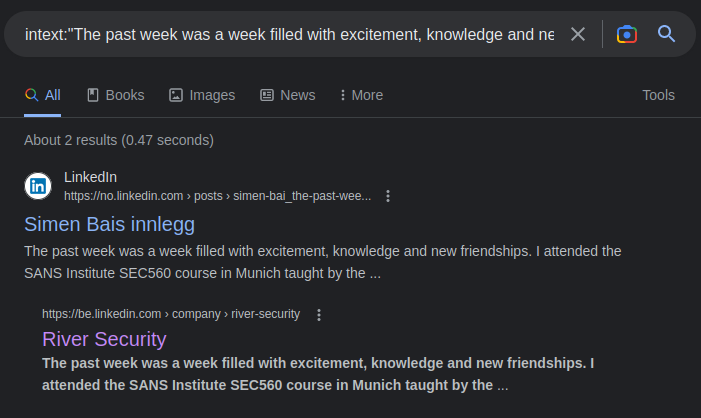 intext:"The past week was a week filled with excitement, knowledge and ne
All Books Images News More Tools
About 2 results (0.47 seconds)
LinkedIn
https://no.linkedin.com › posts › simen-bai_the-past-wee...
Simen Bais innlegg
The past week was a week filled with excitement, knowledge and new friendships. I attended the
SANS Institute SEC560 course in Munich taught by the ...
https://be.linkedin.com › company › river-security
River Security
The past week was a week filled with excitement, knowledge and new friendships. I
attended the SANS Institute SEC560 course in Munich taught by the ...